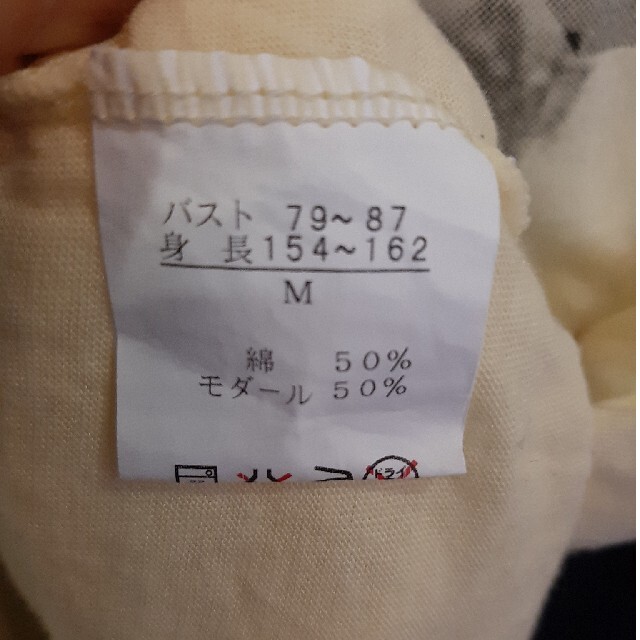 バスト 79~87
身 長154~162
M
綿 50%
モダール 50%
ドライ